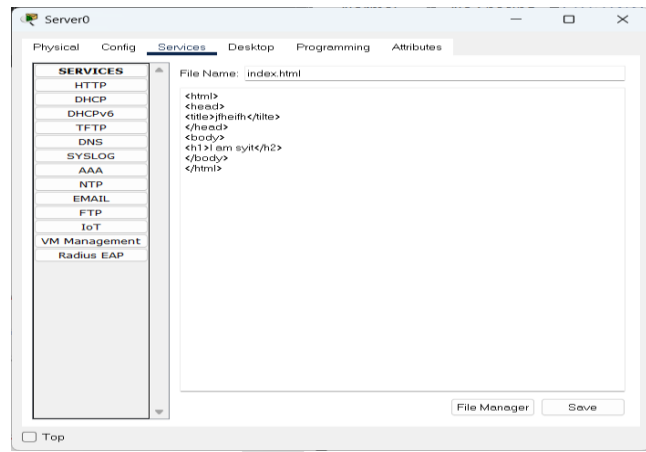 Server0
Physical Config Services Desktop Programming Attributes
SERVICES
HTTP
DHCP
DHCPv6
TFTP
DNS
SYSLOG
AAA
NTP
EMAIL
FTP
IoT
VM Management
Radius EAP
File Name: index.html
<html>
<head>
<title>jfheifh</tilte>
</head>
<body>
<h1>I am syit</h2>
</body>
</html>
File Manager Save
Top